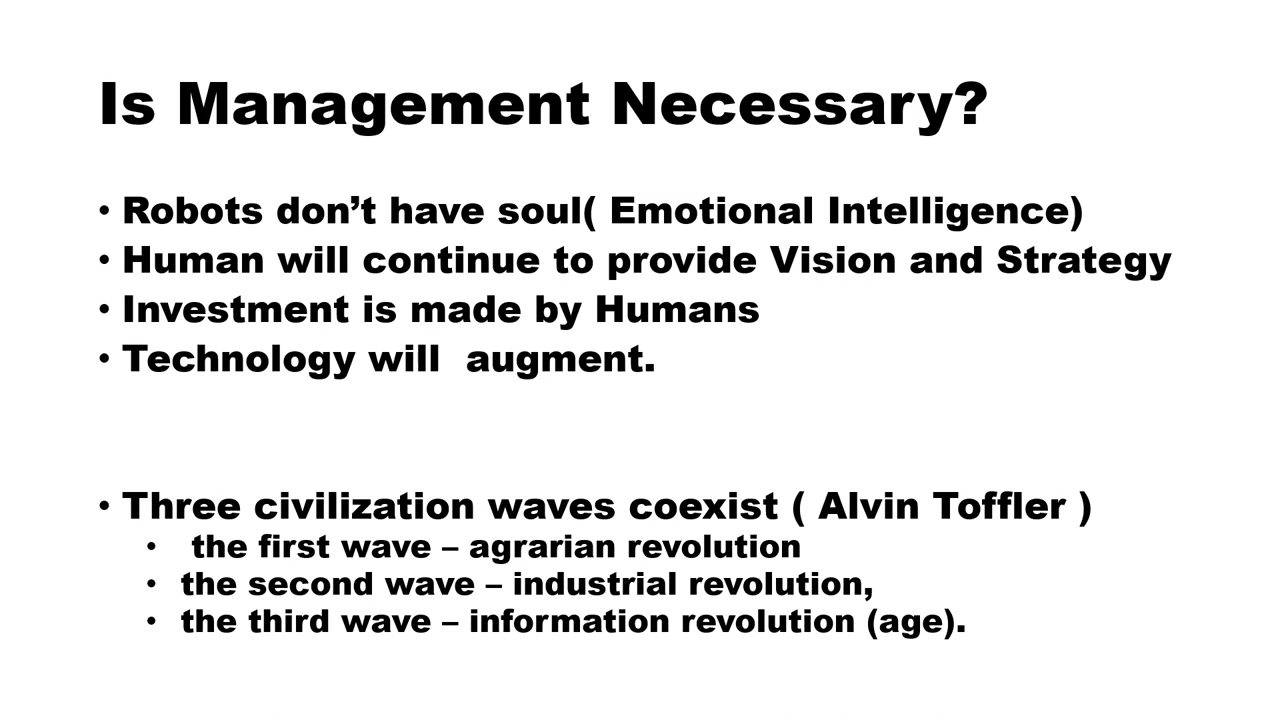 Is Management Necessary?
• Robots don’t have soul( Emotional Intelligence)
• Human will continue to provide Vision and Strategy
• Investment is made by Humans
• Technology will  augment.
• Three civilization waves coexist ( Alvin Toffler )
•  the first wave – agrarian revolution
• the second wave – industrial revolution,
• the third wave – information revolution (age).